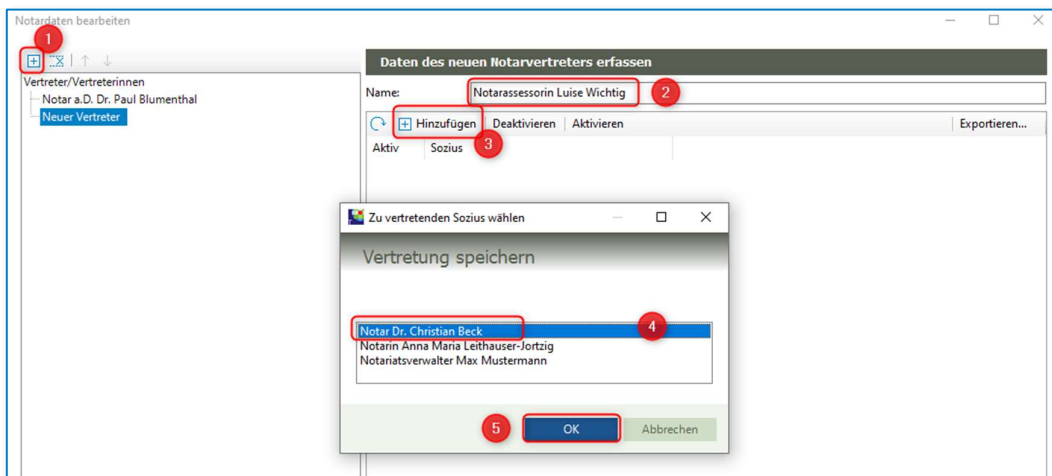 Notardaten bearbeiten
1
Daten des neuen Notarvertreters erfassen
Vertreter/Vertreterinnen
Notar a.D. Dr. Paul Blumenthal
Neuer Vertreter
Name: Notarassessorin Luise Wichtig 2
Hinzufügen Deaktivieren Aktivieren Exportieren...
Aktiv Sozius 3
Zu vertretenden Sozius wählen
Vertretung speichern
Notar Dr. Christian Beck 4
Notarin Anna Maria Leithauser-Jortzig
Notariatsverwalter Max Mustermann
5 OK Abbrechen